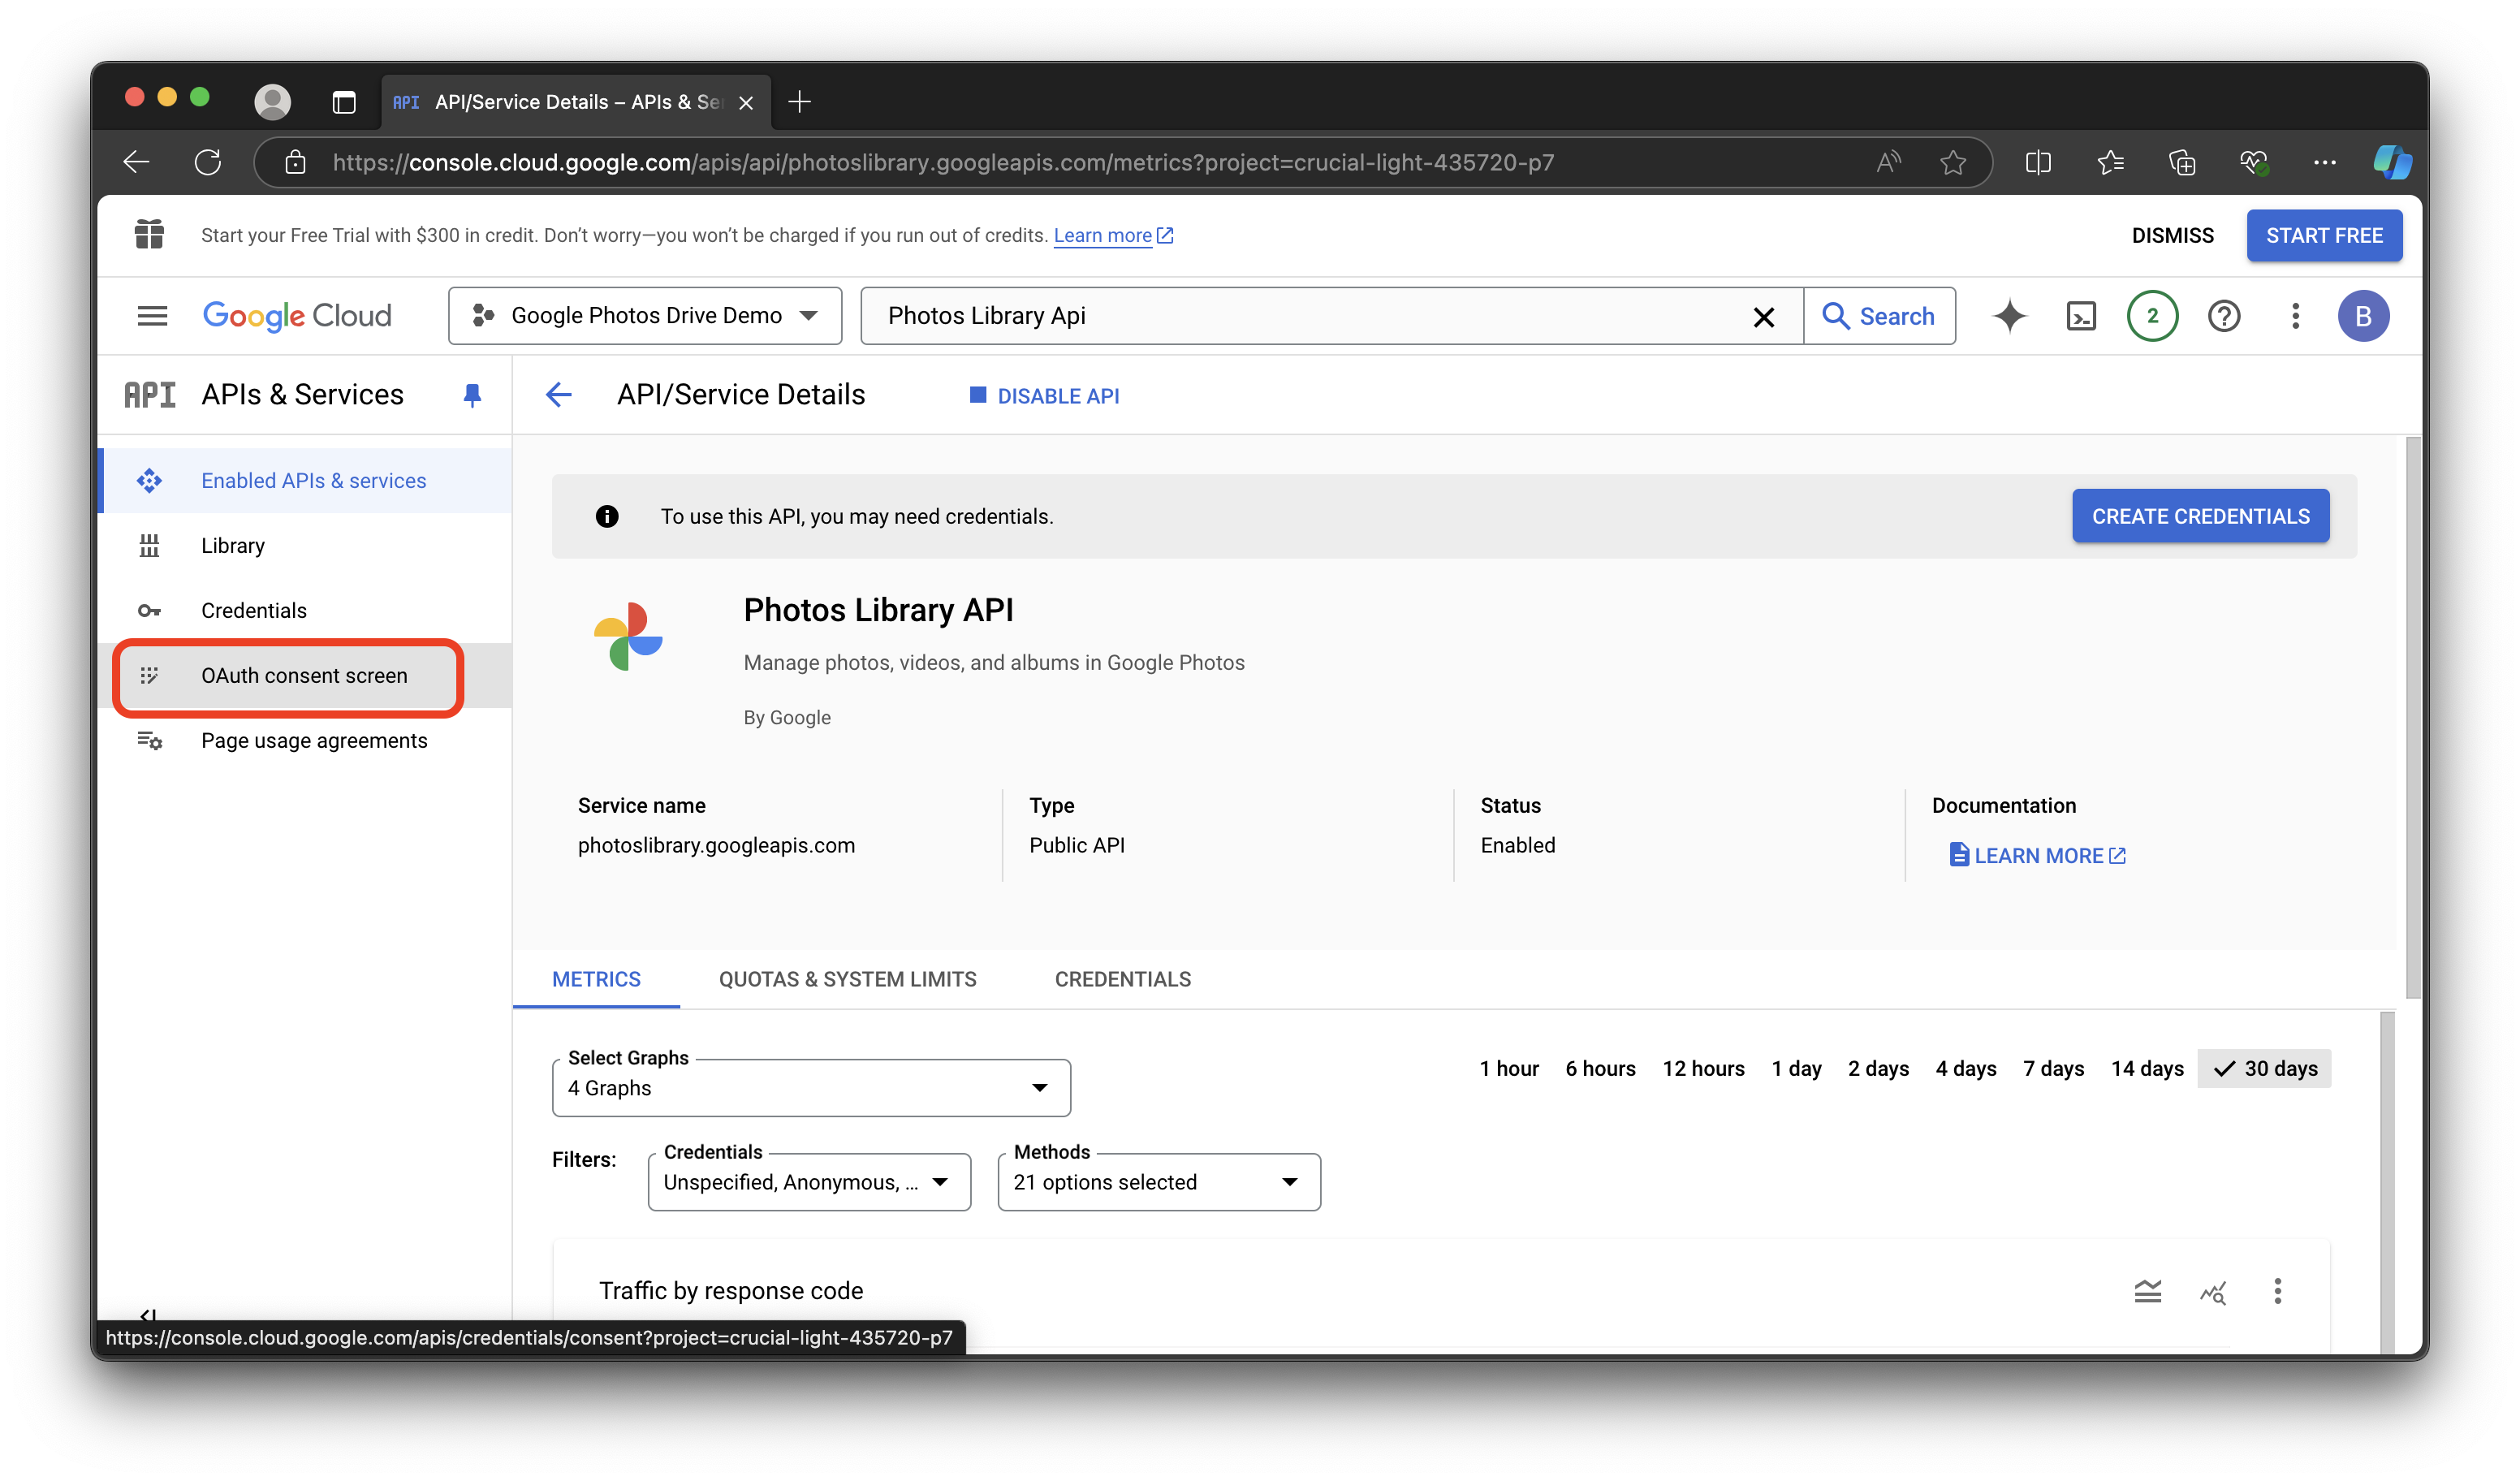 API API/Service Details – APIs & Se
https://console.cloud.google.com/apis/api/photoslibrary.googleapis.com/metrics?project=crucial-light-435720-p7
Start your Free Trial with $300 in credit. Don’t worry—you won’t be charged if you run out of credits. Learn more
DISMISS
START FREE
Google Cloud
Google Photos Drive Demo
Photos Library Api
Search
2
B
API APIs & Services
API/Service Details
DISABLE API
Enabled APIs & services
Library
Credentials
OAuth consent screen
Page usage agreements
To use this API, you may need credentials.
CREATE CREDENTIALS
Photos Library API
Manage photos, videos, and albums in Google Photos
By Google
Service name
photoslibrary.googleapis.com
Type
Public API
Status
Enabled
Documentation
LEARN MORE
METRICS
QUOTAS & SYSTEM LIMITS
CREDENTIALS
Select Graphs
4 Graphs
1 hour 6 hours 12 hours 1 day 2 days 4 days 7 days 14 days 30 days
Filters:
Credentials
Unspecified, Anonymous, ...
Methods
21 options selected
Traffic by response code
https://console.cloud.google.com/apis/credentials/consent?project=crucial-light-435720-p7